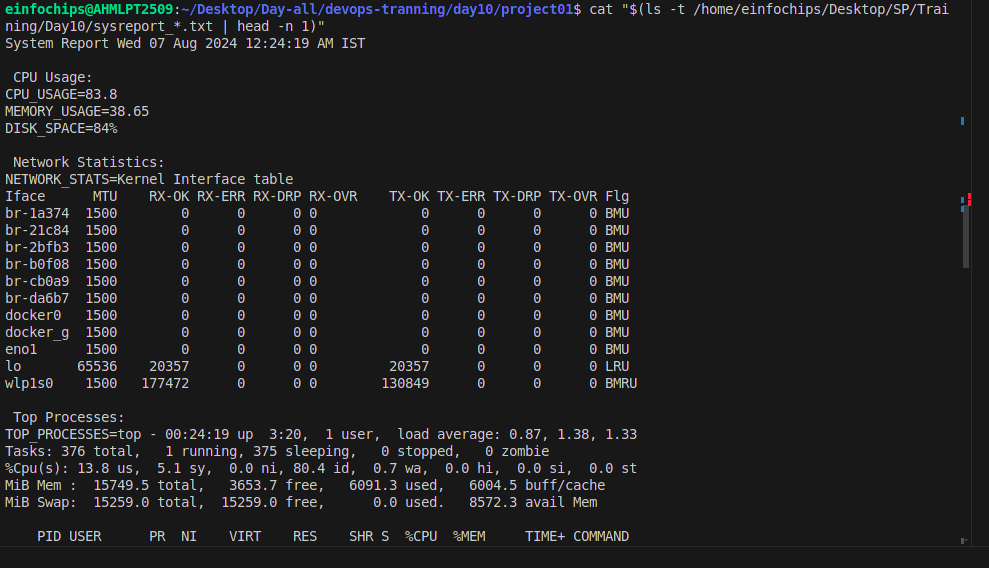 einfochips@AHMLPT2509:~/Desktop/Day-all/devops-tranning/day10/project01$ cat "$(ls -t /home/einfochips/Desktop/SP/Trai
ning/Day10/sysreport_*.txt | head -n 1)"
System Report Wed 07 Aug 2024 12:24:19 AM IST
 CPU Usage:
CPU_USAGE=83.8
MEMORY_USAGE=38.65
DISK_SPACE=84%
 Network Statistics:
NETWORK_STATS=Kernel Interface table
Iface      MTU    RX-OK RX-ERR RX-DRP RX-OVR    TX-OK TX-ERR TX-DRP TX-OVR Flg
br-1a374  1500        0      0      0 0             0      0      0      0 BMU
br-21c84  1500        0      0      0 0             0      0      0      0 BMU
br-2bfb3  1500        0      0      0 0             0      0      0      0 BMU
br-b0f08  1500        0      0      0 0             0      0      0      0 BMU
br-cb0a9  1500        0      0      0 0             0      0      0      0 BMU
br-da6b7  1500        0      0      0 0             0      0      0      0 BMU
docker0   1500        0      0      0 0             0      0      0      0 BMU
docker_g  1500        0      0      0 0             0      0      0      0 BMU
eno1      1500        0      0      0 0             0      0      0      0 BMU
lo       65536    20357      0      0 0         20357      0      0      0 LRU
wlp1s0    1500   177472      0      0 0        130849      0      0      0 BMRU
 Top Processes:
TOP_PROCESSES=top - 00:24:19 up  3:20,  1 user,  load average: 0.87, 1.38, 1.33
Tasks: 376 total,   1 running, 375 sleeping,   0 stopped,   0 zombie
%Cpu(s): 13.8 us,  5.1 sy,  0.0 ni, 80.4 id,  0.7 wa,  0.0 hi,  0.0 si,  0.0 st
MiB Mem :  15749.5 total,   3653.7 free,   6091.3 used,   6004.5 buff/cache
MiB Swap:  15259.0 total,  15259.0 free,      0.0 used.   8572.3 avail Mem
    PID USER      PR  NI    VIRT    RES    SHR S  %CPU  %MEM     TIME+ COMMAND